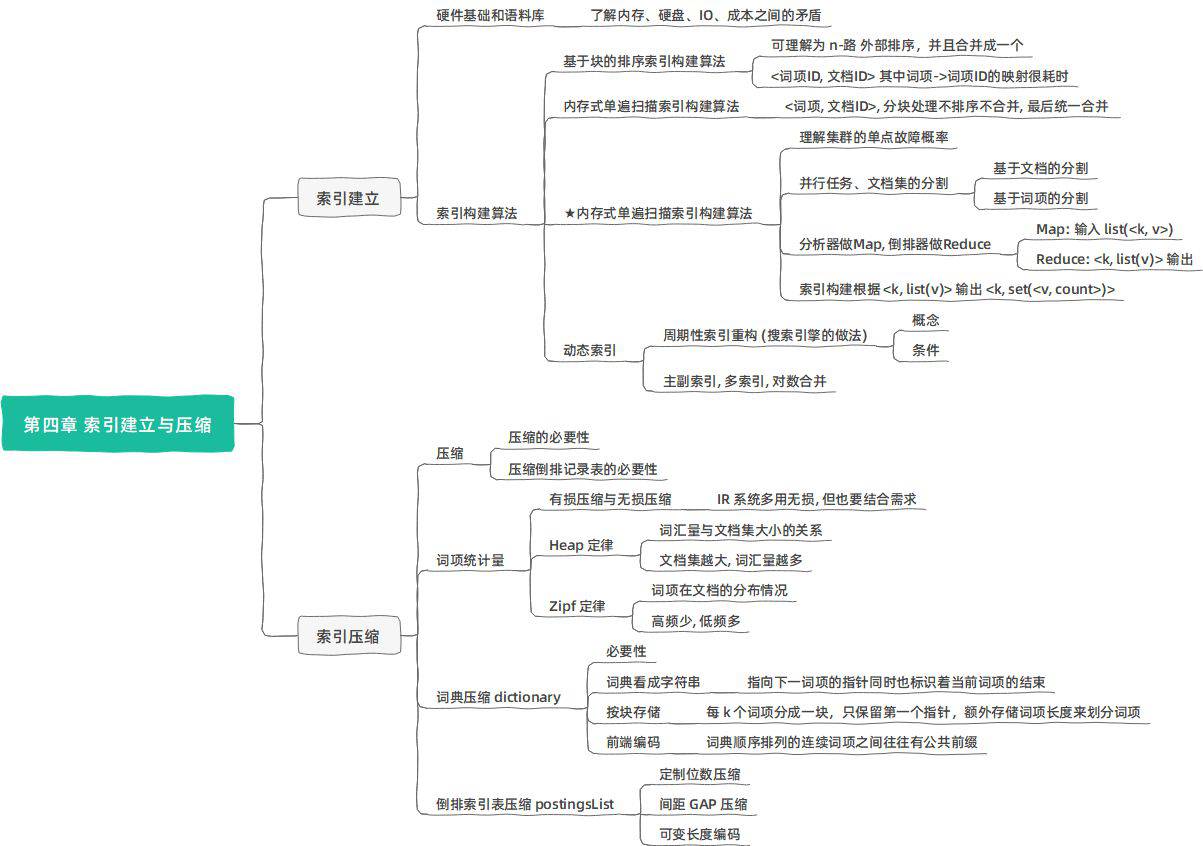 第四章 索引建立与压缩
索引建立
硬件基础和语料库
了解内存、硬盘、IO、成本之间的矛盾
索引构建算法
基于块的排序索引构建算法
可理解为 n-路 外部排序，并且合并成一个
<词项ID, 文档ID> 其中词项->词项ID的映射很耗时
内存式单遍扫描索引构建算法
<词项, 文档ID>, 分块处理不排序不合并, 最后统一合并
★内存式单遍扫描索引构建算法
理解集群的单点故障概率
并行任务、文档集的分割
基于文档的分割
基于词项的分割
分析器做Map, 倒排器做Reduce
Map: 输入 list(<k, v>)
Reduce: <k, list(v)> 输出
索引构建根据 <k, list(v)> 输出 <k, set(<v, count>)>
动态索引
周期性索引重构 (搜索引擎的做法)
概念
条件
主副索引, 多索引, 对数合并
索引压缩
压缩
压缩的必要性
压缩倒排记录表的必要性
词项统计量
有损压缩与无损压缩
IR 系统多用无损, 但也要结合需求
Heap 定律
词汇量与文档集大小的关系
文档集越大, 词汇量越多
Zipf 定律
词项在文档的分布情况
高频少, 低频多
词典压缩 dictionary
必要性
词典看成字符串
指向下一词项的指针同时也标识着当前词项的结束
按块存储
每 k 个词项分成一块，只保留第一个指针，额外存储词项长度来划分词项
前端编码
词典顺序排列的连续词项之间往往有公共前缀
倒排索引表压缩 postingsList
定制位数压缩
间距 GAP 压缩
可变长度编码